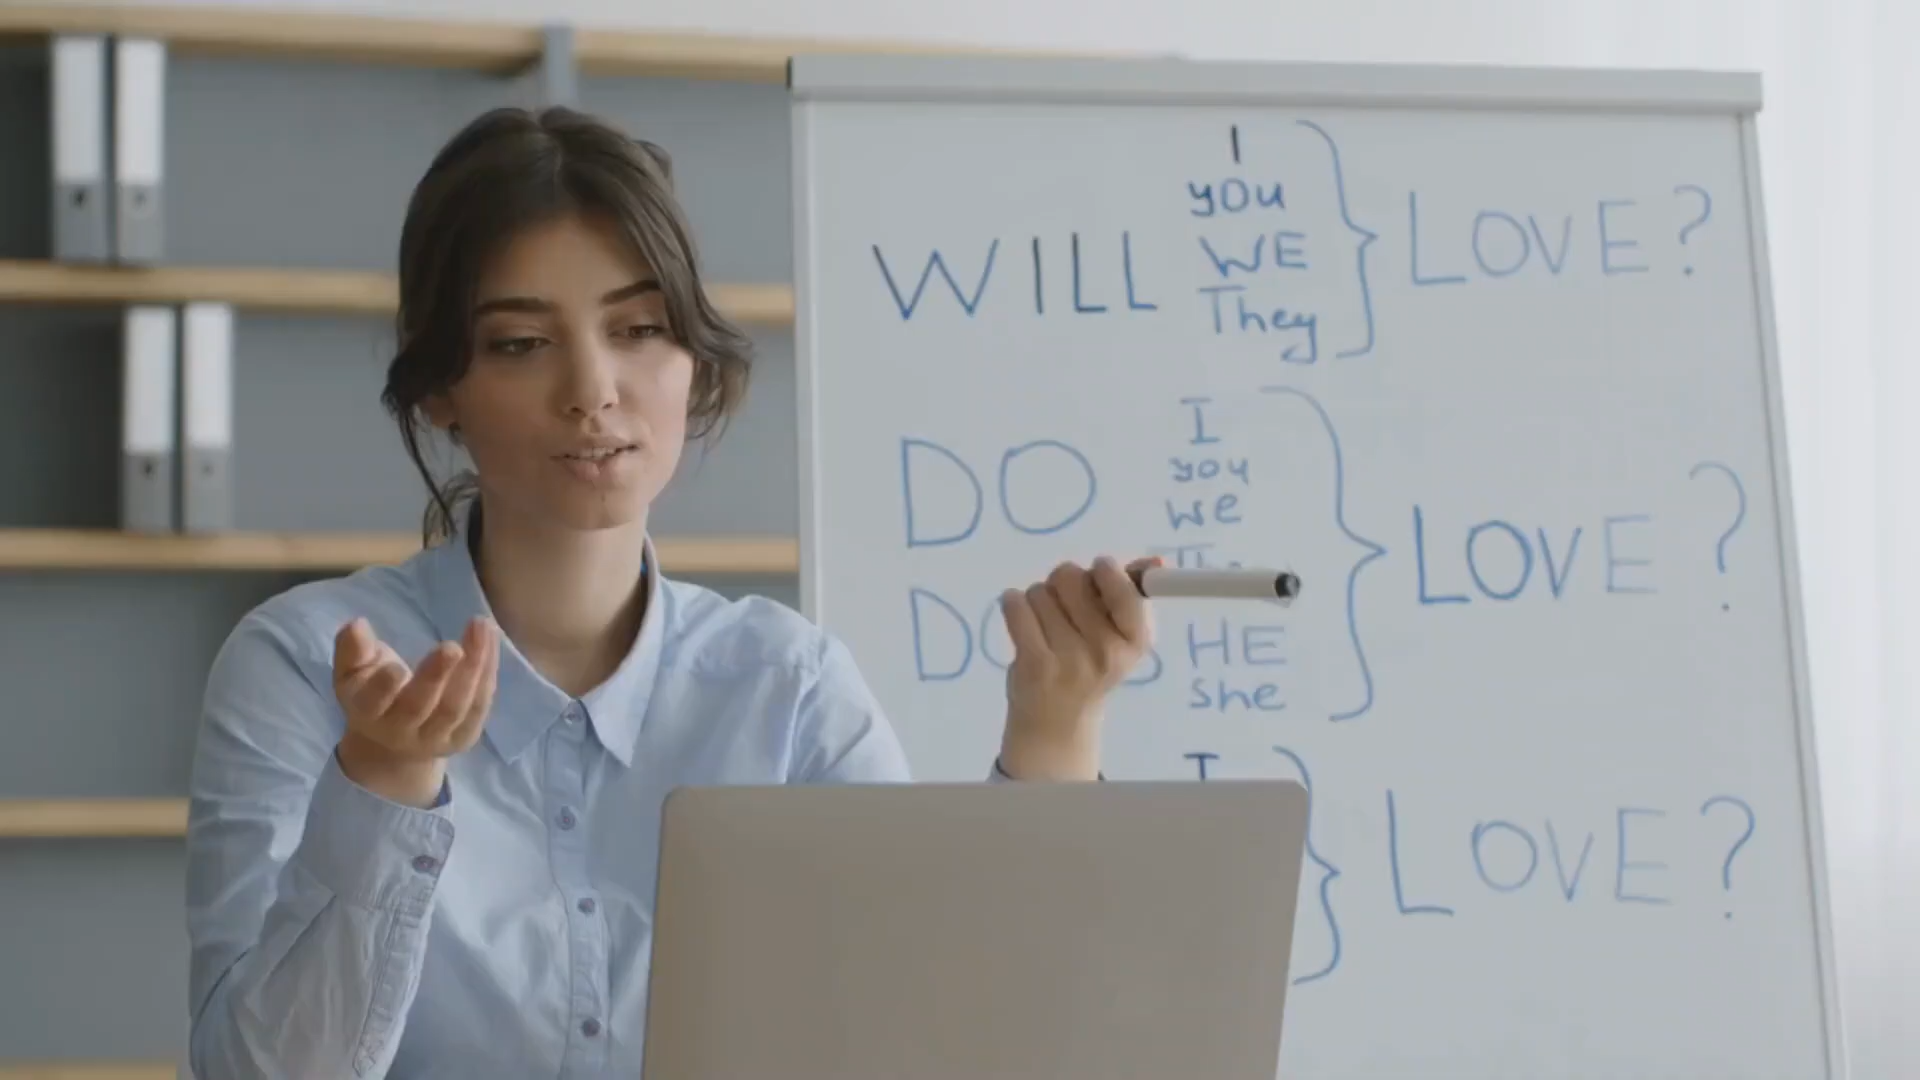 I
you
WILL WE LOVE?
They
I
you
DO we LOVE?
HE
she
I
LOVE?